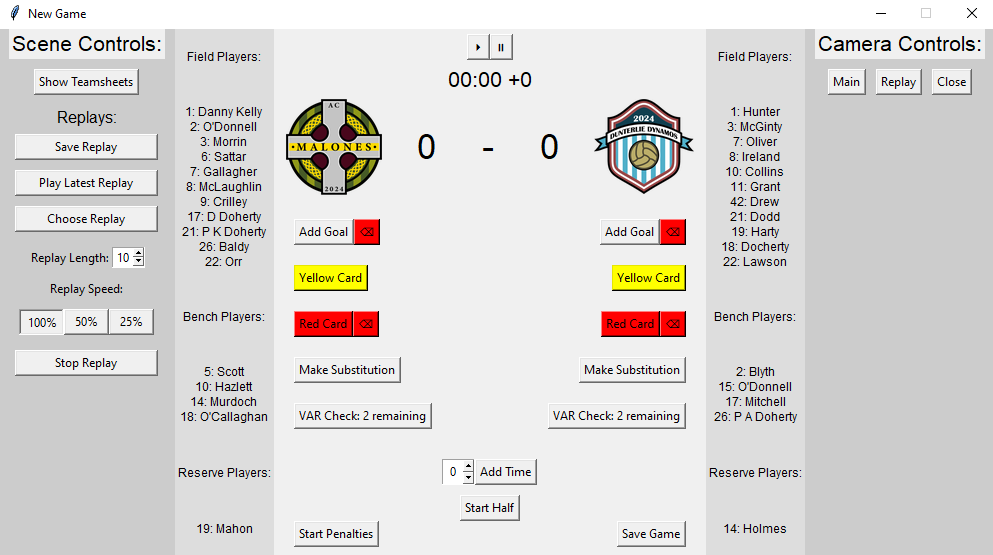 New Game
Scene Controls:
Show Teamsheets
Replays:
Save Replay
Play Latest Replay
Choose Replay
Replay Length: 10
Replay Speed:
100% 50% 25%
Stop Replay
Field Players:
1: Danny Kelly
2: O'Donnell
3: Morrin
6: Sattar
7: Gallagher
8: McLaughlin
9: Crilley
17: D Doherty
21: P K Doherty
26: Baldy
22: Orr
Bench Players:
5: Scott
10: Hazlett
14: Murdoch
18: O'Callaghan
Reserve Players:
19: Mahon
00:00 +0
AC
MALONES
2024
0 - 0
2024
DUNTERLIE DYNAMOS
Add Goal
Add Goal
Yellow Card
Yellow Card
Red Card
Red Card
Make Substitution
Make Substitution
VAR Check: 2 remaining
VAR Check: 2 remaining
0 Add Time
Start Half
Start Penalties
Save Game
Field Players:
1: Hunter
3: McGinty
7: Oliver
8: Ireland
10: Collins
11: Grant
42: Drew
21: Dodd
19: Harty
18: Docherty
22: Lawson
Bench Players:
2: Blyth
15: O'Donnell
17: Mitchell
26: P A Doherty
Reserve Players:
14: Holmes
Camera Controls:
Main Replay Close